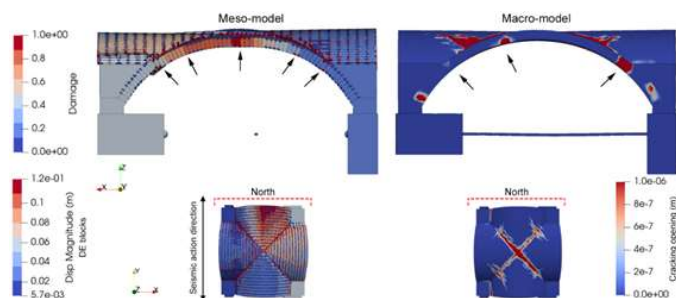 Meso-model
Macro-model
1.0e+00
0.8
0.6
0.4
0.2
0.0e+00
Damage
Z
X
Y
North
North
1.2e-01
0.1
0.08
0.06
0.04
0.02
5.7e-03
Disp Magnitude (m)
DE blocks
Seismic action direction
Y
Z
X
1.0e-06
8e-7
6e-7
4e-7
2e-7
0.0e+00
Cracking opening (m)